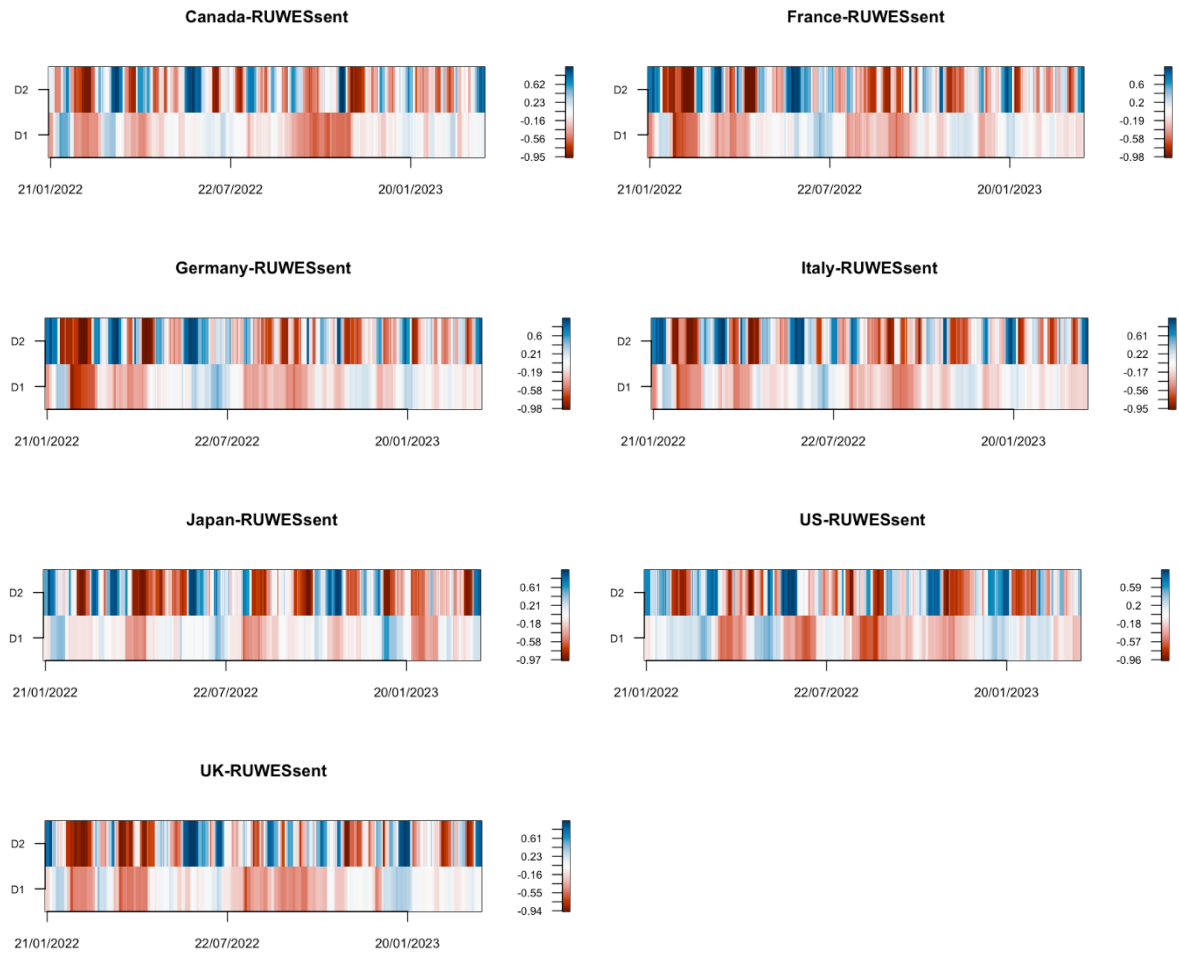 Canada-RUWESsent
D2
D1
0.62
0.23
-0.16
-0.56
-0.95
21/01/2022 22/07/2022 20/01/2023
France-RUWESsent
D2
D1
0.6
0.2
-0.19
-0.58
-0.98
21/01/2022 22/07/2022 20/01/2023
Germany-RUWESsent
D2
D1
0.6
0.21
-0.19
-0.58
-0.98
21/01/2022 22/07/2022 20/01/2023
Italy-RUWESsent
D2
D1
0.6
0.21
-0.17
-0.56
-0.95
21/01/2022 22/07/2022 20/01/2023
Japan-RUWESsent
D2
D1
0.61
0.21
-0.18
-0.58
-0.97
21/01/2022 22/07/2022 20/01/2023
US-RUWESsent
D2
D1
0.59
0.2
-0.18
-0.57
-0.96
21/01/2022 22/07/2022 20/01/2023
UK-RUWESsent
D2
D1
0.61
0.23
-0.16
-0.55
-0.94
21/01/2022 22/07/2022 20/01/2023